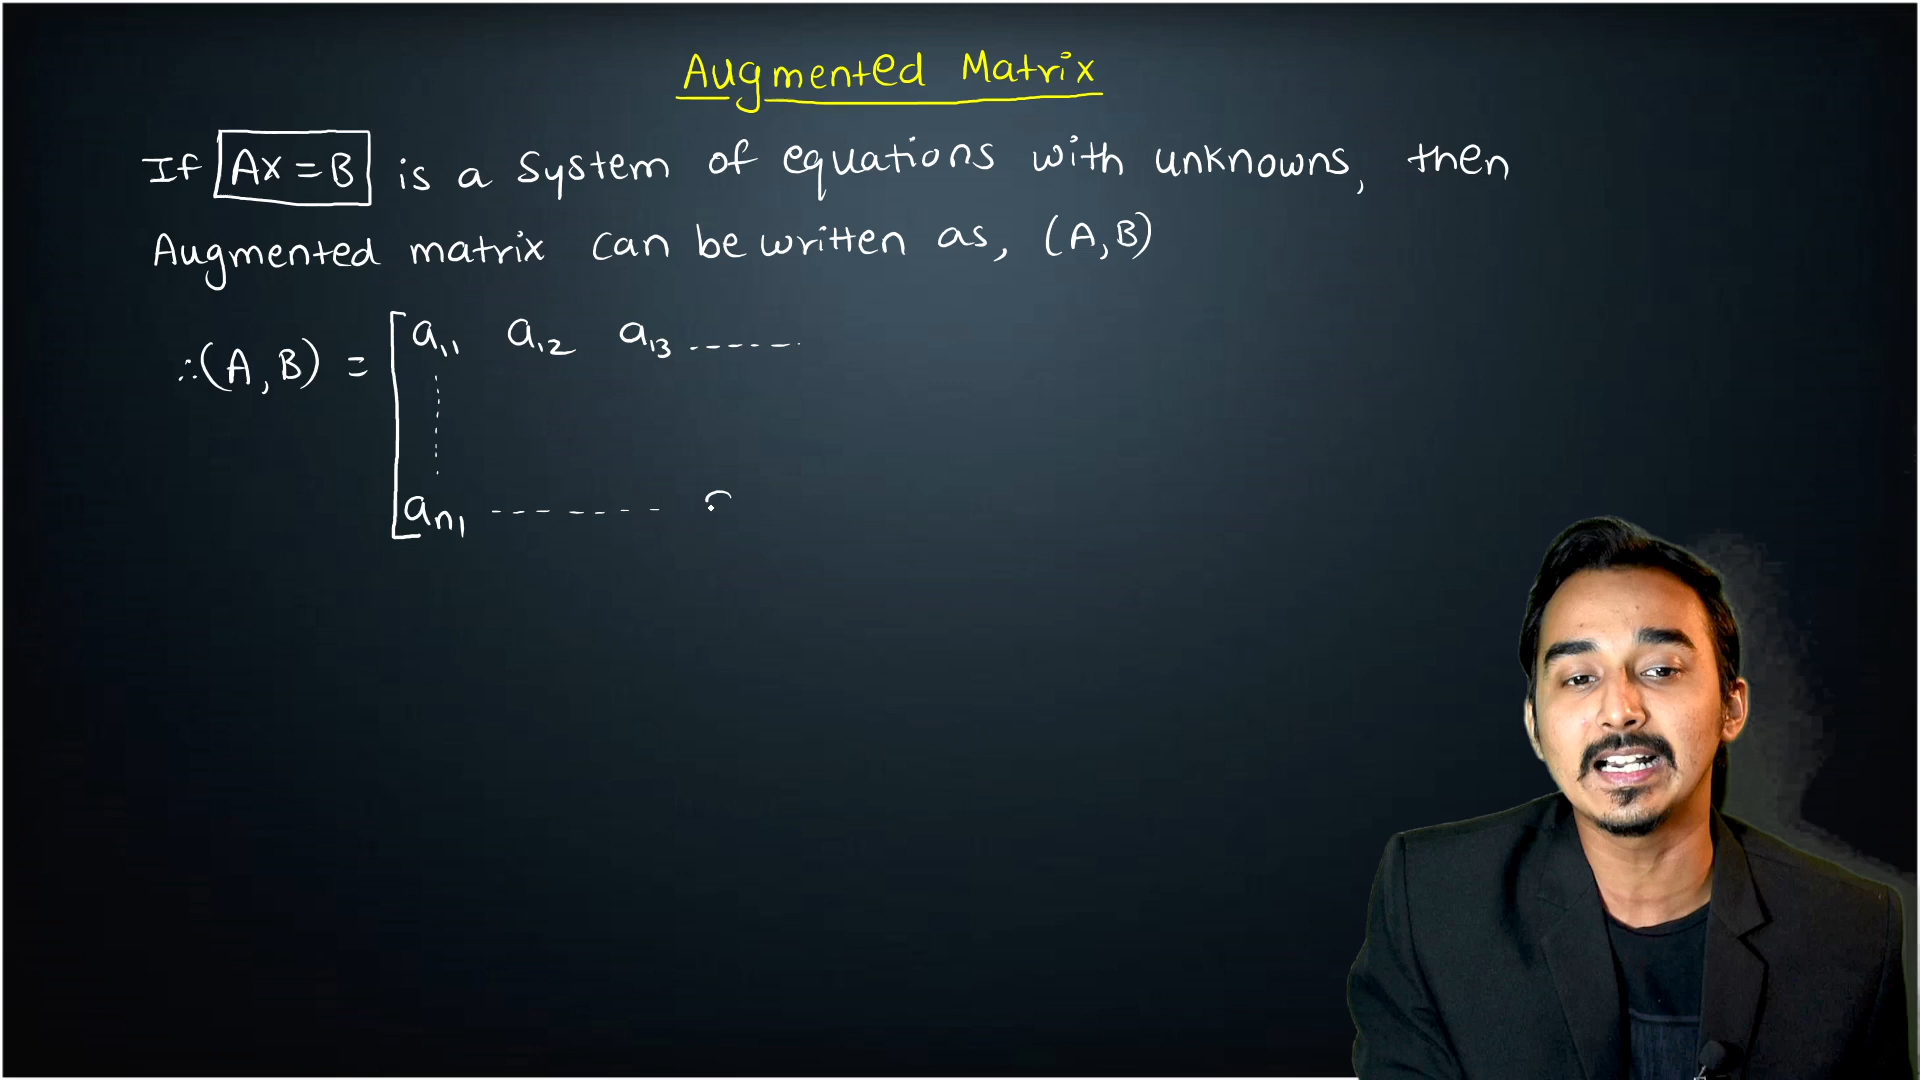 Augmented Matrix
If Ax = B is a system of equations with unknowns, then
Augmented matrix can be written as, (A,B)
∴(A,B) = [a₁₁ a₁₂ a₁₃ ------
aₙ₁ -------